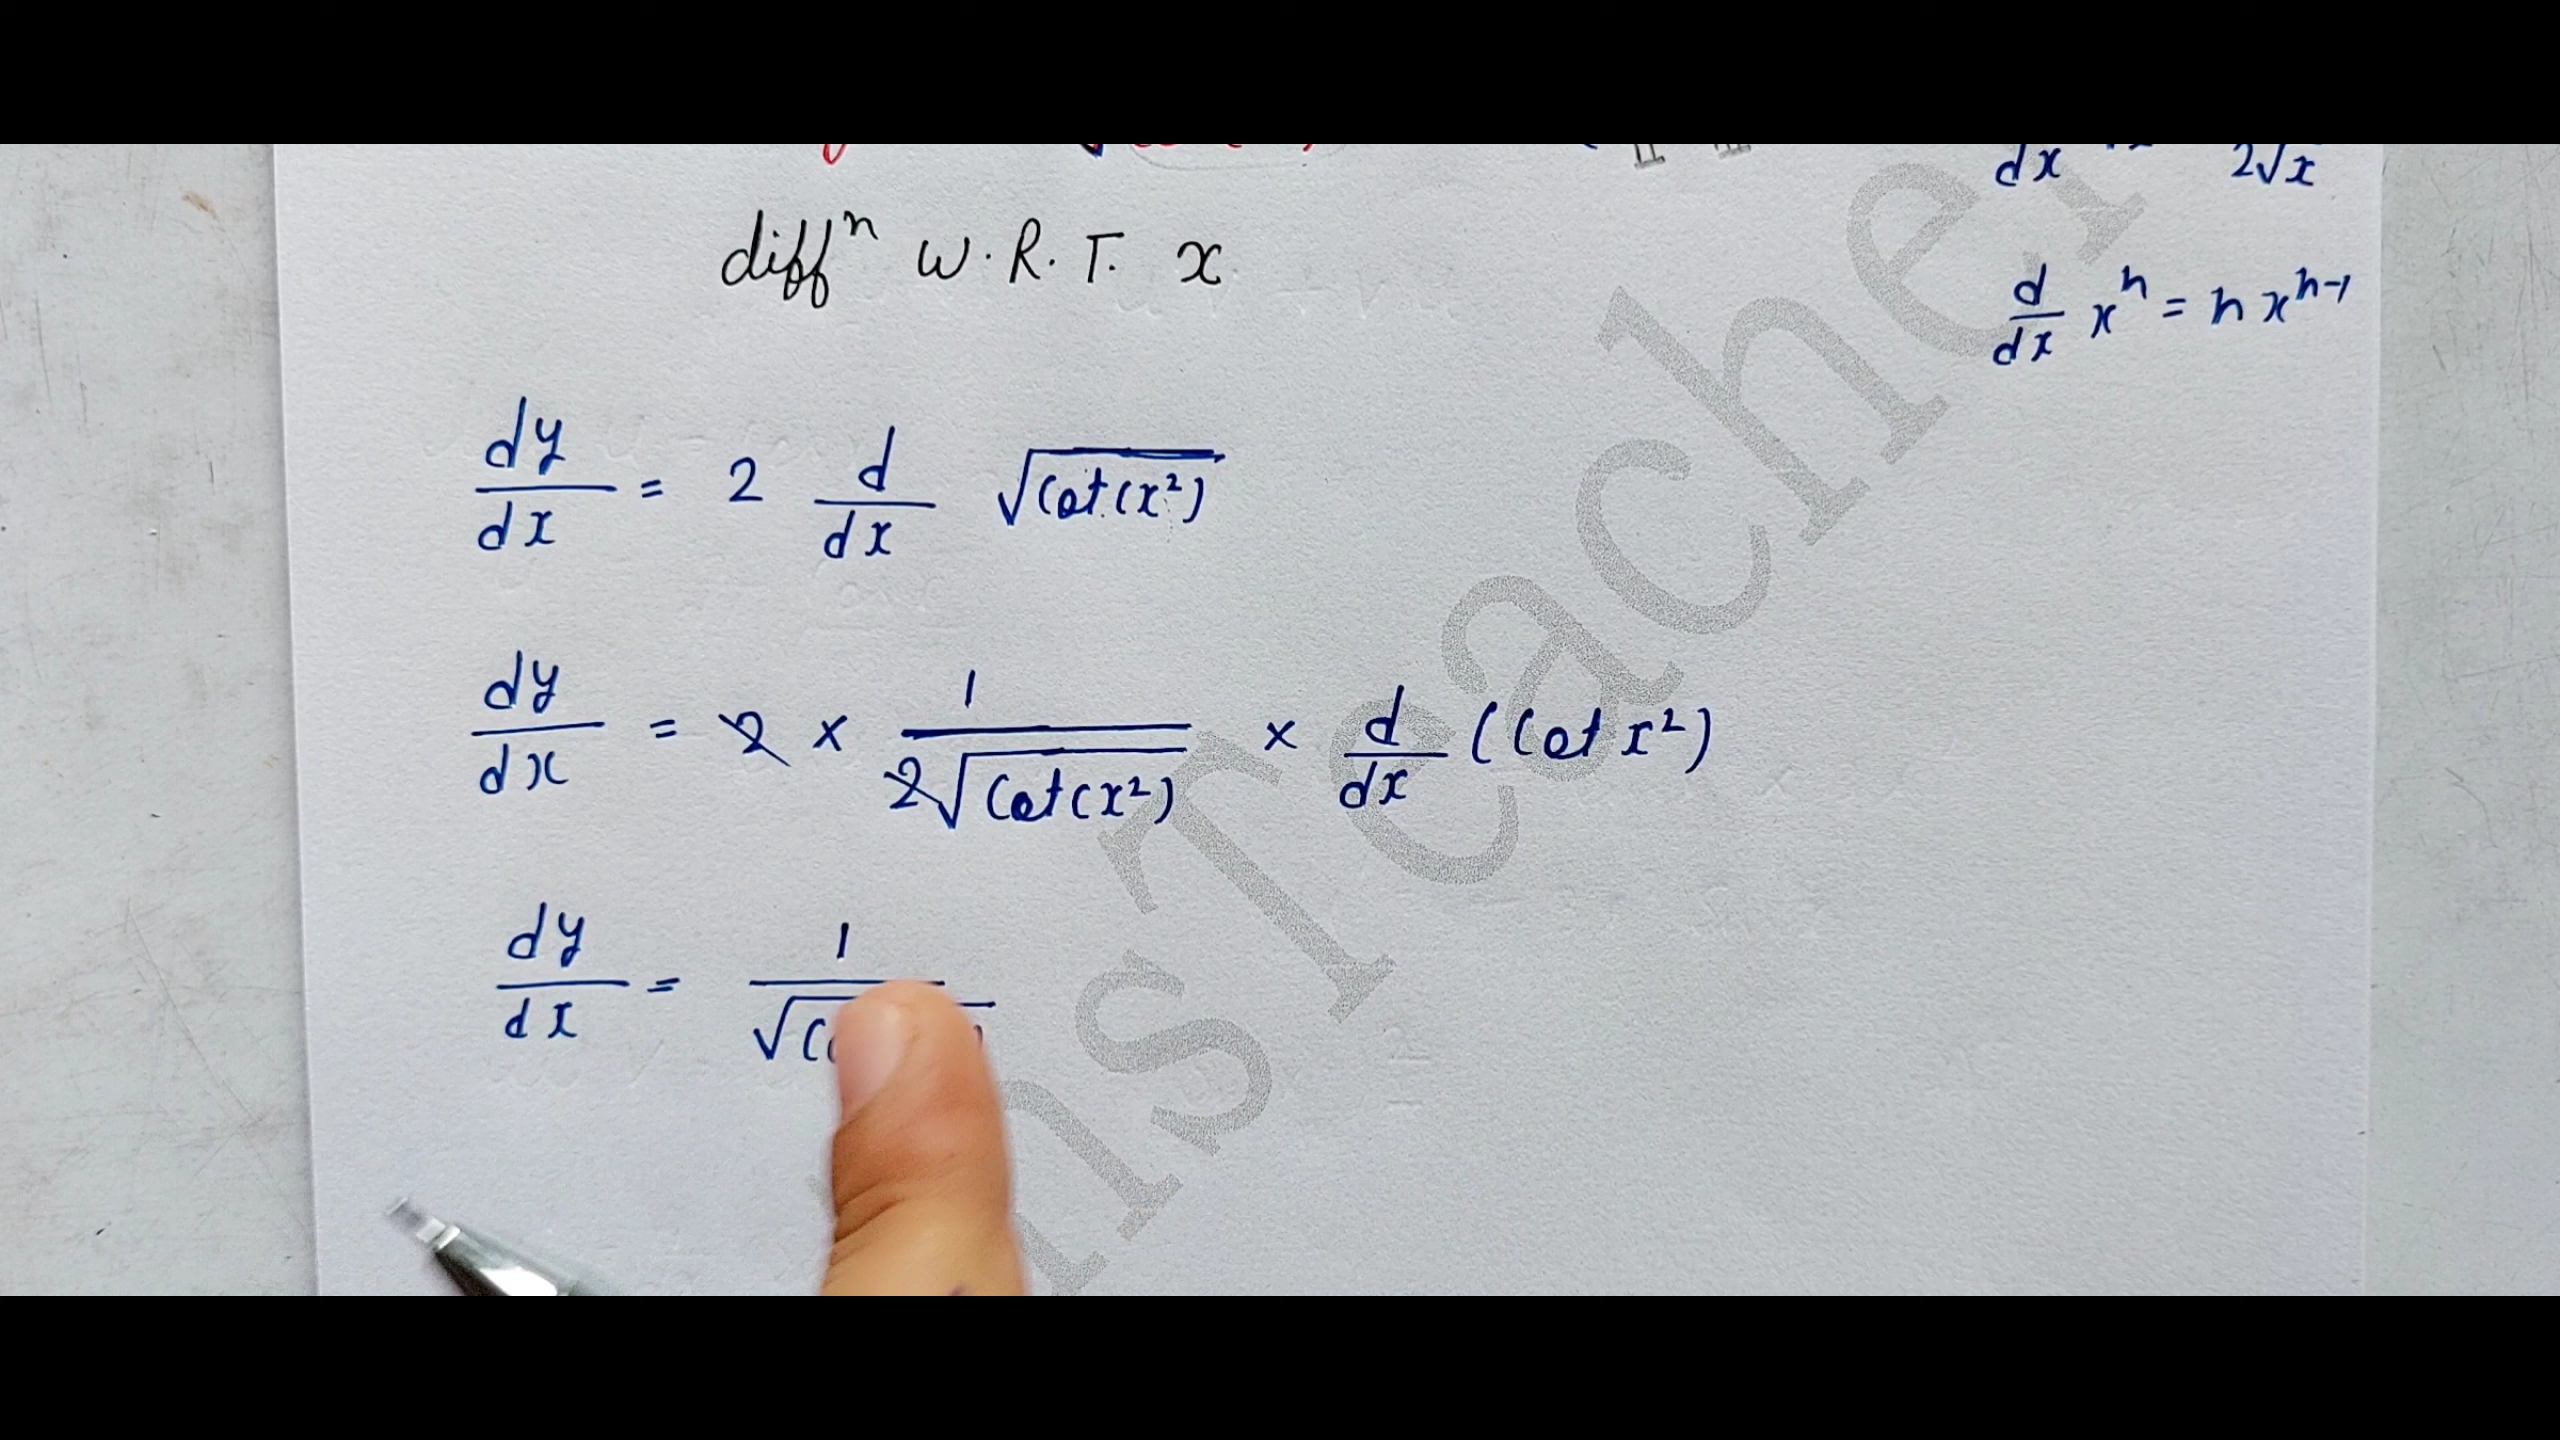 diffⁿ W.R.T. x
d/dx xⁿ = n xⁿ⁻¹
dx 2√x
dy/dx = 2 d/dx √Cot(x²)
dy/dx = 2 × 1/2√Cot(x²) × d/dx (Cot x²)
dy/dx = 1/√
nsTeacher